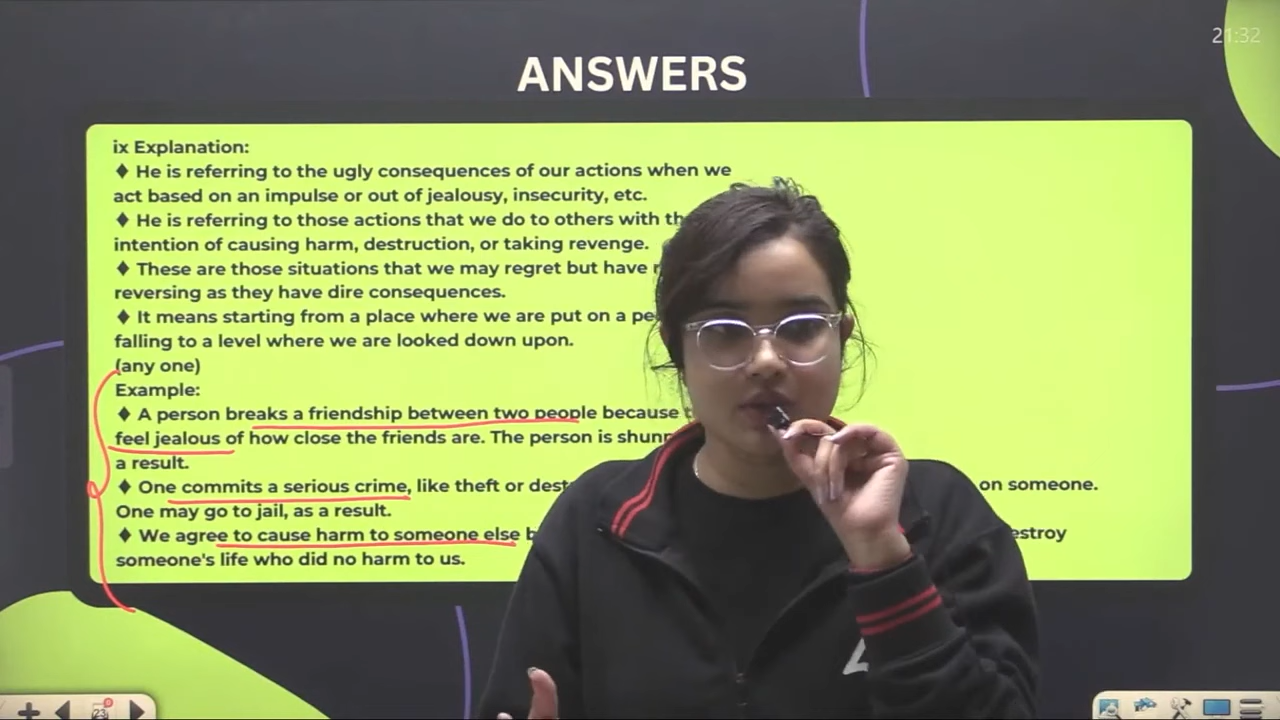 21:32
ANSWERS
ix Explanation:
♦ He is referring to the ugly consequences of our actions when we
act based on an impulse or out of jealousy, insecurity, etc.
♦ He is referring to those actions that we do to others with
intention of causing harm, destruction, or taking revenge.
♦ These are those situations that we may regret but have
reversing as they have dire consequences.
♦ It means starting from a place where we are put on a
falling to a level where we are looked down upon.
(any one)
Example:
♦ A person breaks a friendship between two people because
feel jealous of how close the friends are. The person is
a result.
♦ One commits a serious crime, like theft or on someone.
One may go to jail, as a result.
♦ We agree to cause harm to someone else
someone's life who did no harm to us.
23